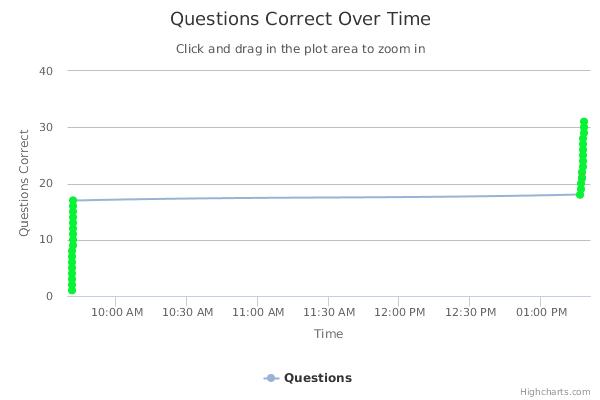 Questions Correct Over Time
Click and drag in the plot area to zoom in
40
30
20
10
0
Questions Correct
10:00 AM 10:30 AM 11:00 AM 11:30 AM 12:00 PM 12:30 PM 01:00 PM
Time
Questions
Highcharts.com